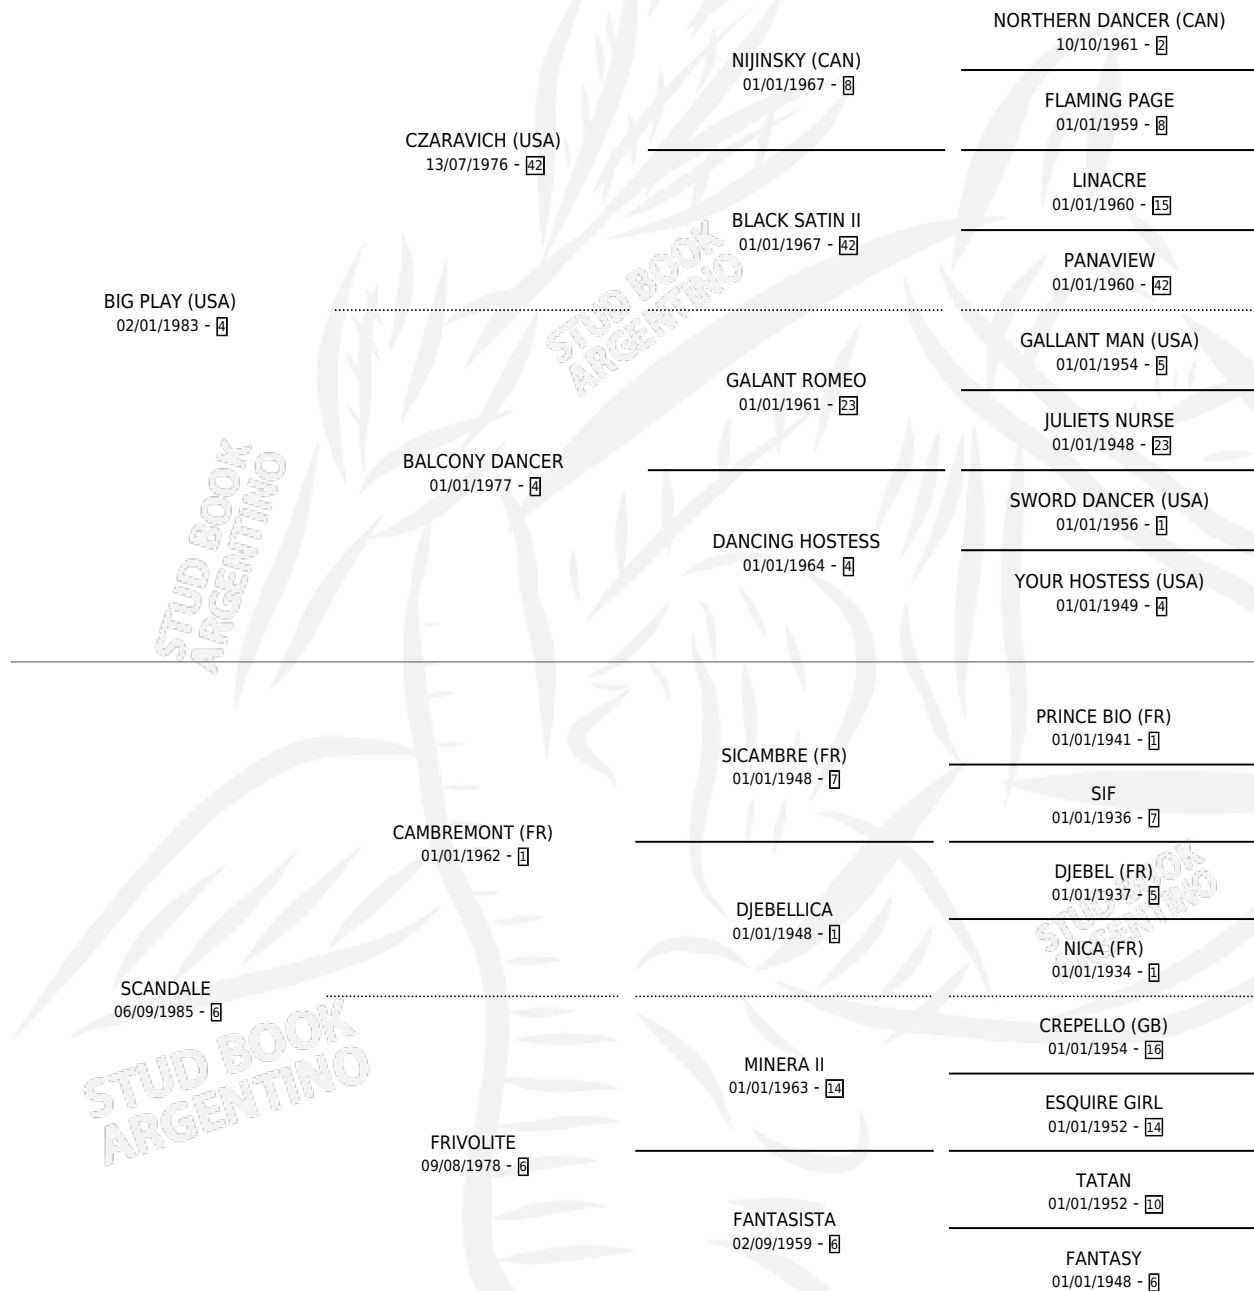 NORTHERN DANCER (CAN)
10/10/1961 - 2
NIJINSKY (CAN)
01/01/1967 - 8
FLAMING PAGE
01/01/1959 - 8
CZARAVICH (USA)
13/07/1976 - 42
LINACRE
01/01/1960 - 15
BLACK SATIN II
01/01/1967 - 42
PANAVIEW
01/01/1960 - 42
BIG PLAY (USA)
02/01/1983 - 4
STUD BOOK
ARGENTINO
GALLANT MAN (USA)
01/01/1954 - 5
GALANT ROMEO
01/01/1961 - 23
JULIETS NURSE
01/01/1948 - 23
BALCONY DANCER
01/01/1977 - 4
SWORD DANCER (USA)
01/01/1956 - 1
DANCING HOSTESS
01/01/1964 - 4
YOUR HOSTESS (USA)
01/01/1949 - 4
STUD BOOK
ARGENTINO
PRINCE BIO (FR)
01/01/1941 - 1
SICAMBRE (FR)
01/01/1948 - 7
SIF
01/01/1936 - 7
CAMBREMONT (FR)
01/01/1962 - 1
DJEBEL (FR)
01/01/1937 - 5
DJEBELLICA
01/01/1948 - 1
NICA (FR)
01/01/1934 - 1
STUD BOOK
ARGENTINO
SCANDALE
06/09/1985 - 6
CREPELLO (GB)
01/01/1954 - 16
MINERA II
01/01/1963 - 14
ESQUIRE GIRL
01/01/1952 - 14
STUD BOOK
ARGENTINO
FRIVOLITE
09/08/1978 - 6
TATAN
01/01/1952 - 10
FANTASISTA
02/09/1959 - 6
FANTASY
01/01/1948 - 6